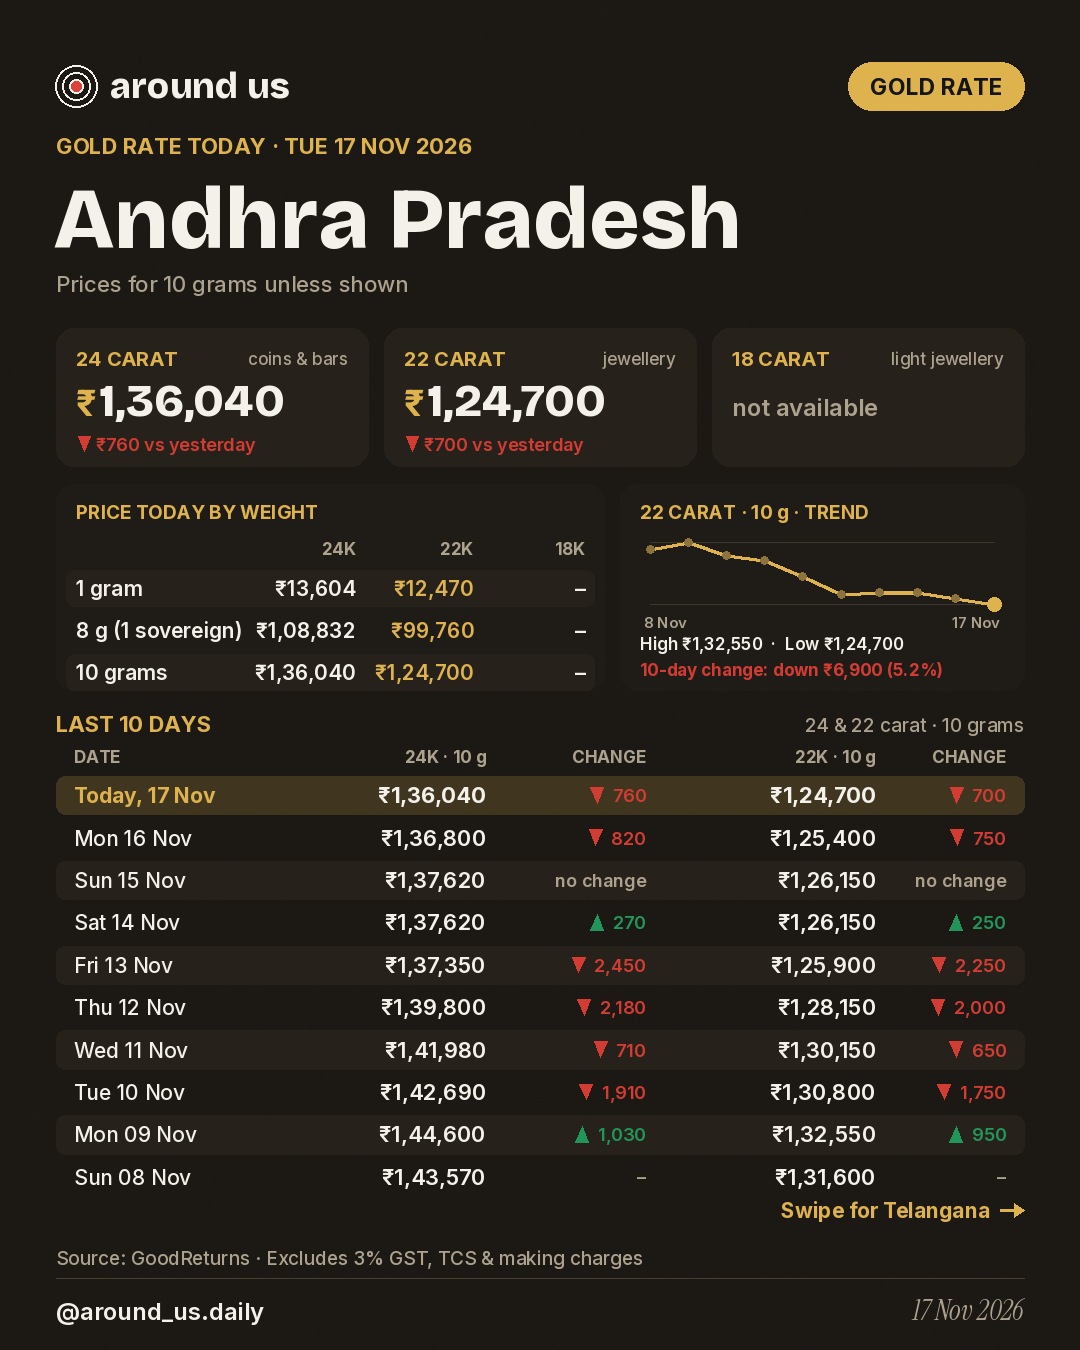 around us
GOLD RATE
GOLD RATE TODAY · TUE 17 NOV 2026
Andhra Pradesh
Prices for 10 grams unless shown
24 CARAT coins & bars
₹1,36,040
▼ ₹760 vs yesterday
22 CARAT jewellery
₹1,24,700
▼ ₹700 vs yesterday
18 CARAT light jewellery
not available
PRICE TODAY BY WEIGHT
24K 22K 18K
1 gram ₹13,604 ₹12,470 –
8 g (1 sovereign) ₹1,08,832 ₹99,760 –
10 grams ₹1,36,040 ₹1,24,700 –
22 CARAT · 10 g · TREND
8 Nov 17 Nov
High ₹1,32,550 · Low ₹1,24,700
10-day change: down ₹6,900 (5.2%)
LAST 10 DAYS 24 & 22 carat · 10 grams
DATE 24K · 10 g CHANGE 22K · 10 g CHANGE
Today, 17 Nov ₹1,36,040 ▼ 760 ₹1,24,700 ▼ 700
Mon 16 Nov ₹1,36,800 ▼ 820 ₹1,25,400 ▼ 750
Sun 15 Nov ₹1,37,620 no change ₹1,26,150 no change
Sat 14 Nov ₹1,37,620 ▲ 270 ₹1,26,150 ▲ 250
Fri 13 Nov ₹1,37,350 ▼ 2,450 ₹1,25,900 ▼ 2,250
Thu 12 Nov ₹1,39,800 ▼ 2,180 ₹1,28,150 ▼ 2,000
Wed 11 Nov ₹1,41,980 ▼ 710 ₹1,30,150 ▼ 650
Tue 10 Nov ₹1,42,690 ▼ 1,910 ₹1,30,800 ▼ 1,750
Mon 09 Nov ₹1,44,600 ▲ 1,030 ₹1,32,550 ▲ 950
Sun 08 Nov ₹1,43,570 – ₹1,31,600 –
Swipe for Telangana →
Source: GoodReturns · Excludes 3% GST, TCS & making charges
@around_us.daily 17 Nov 2026